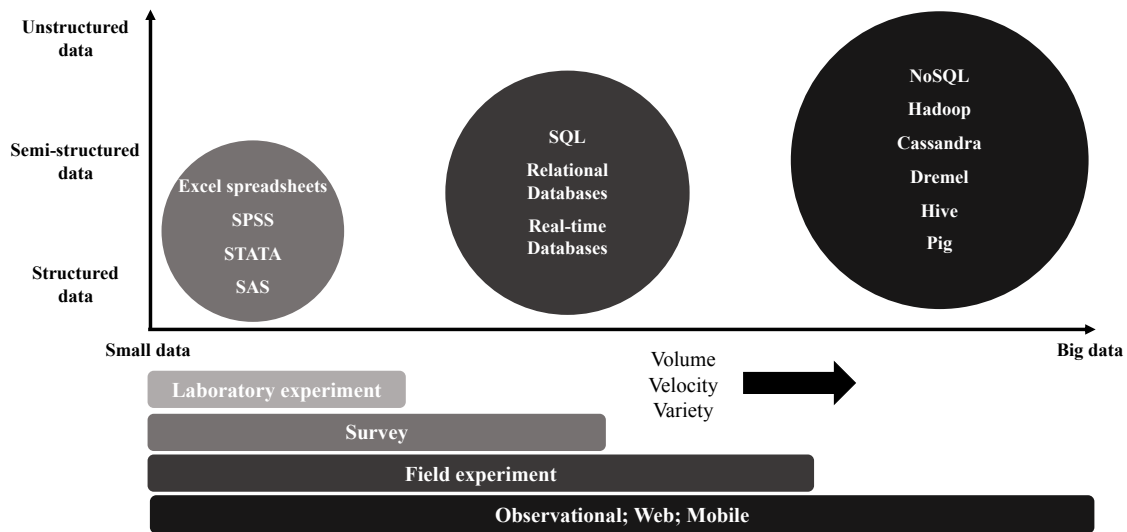 Unstructured
data
Semi-structured
data
Structured
data
Excel spreadsheets
SPSS
STATA
SAS
SQL
Relational
Databases
Real-time
Databases
NoSQL
Hadoop
Cassandra
Dremel
Hive
Pig
Small data
Big data
Volume
Velocity
Variety
Laboratory experiment
Survey
Field experiment
Observational; Web; Mobile